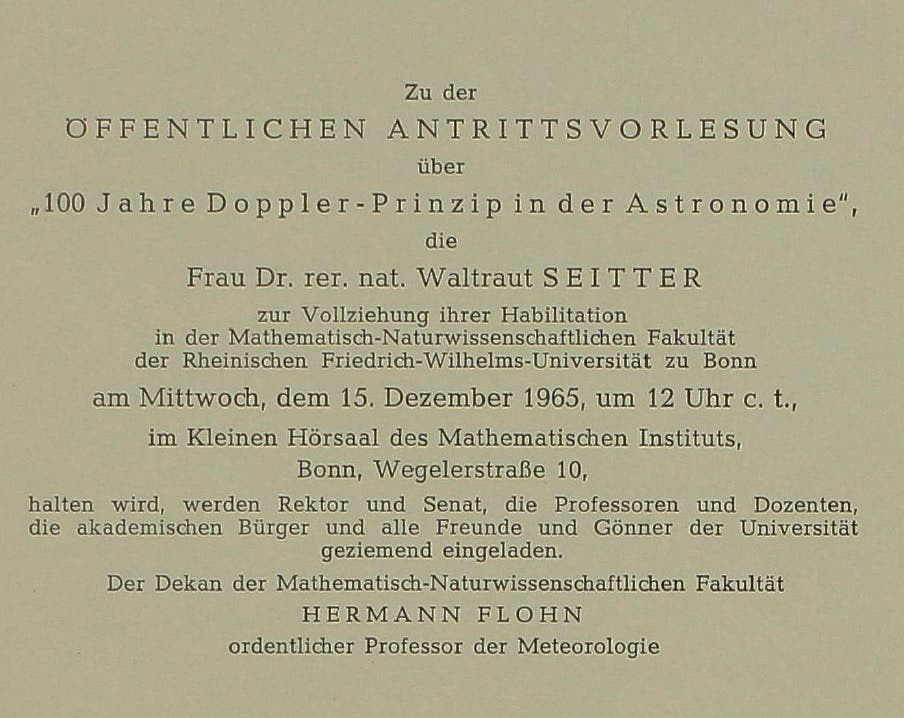 Zu der
ÖFFENTLICHEN ANTRITTSVORLESUNG
über
„100 Jahre Doppler-Prinzip in der Astronomie“,
die
Frau Dr. rer. nat. Waltraut SEITTER
zur Vollziehung ihrer Habilitation
in der Mathematisch-Naturwissenschaftlichen Fakultät
der Rheinischen Friedrich-Wilhelms-Universität zu Bonn
am Mittwoch, dem 15. Dezember 1965, um 12 Uhr c. t.,
im Kleinen Hörsaal des Mathematischen Instituts,
Bonn, Wegelerstraße 10,
halten wird, werden Rektor und Senat, die Professoren und Dozenten,
die akademischen Bürger und alle Freunde und Gönner der Universität
geziemend eingeladen.
Der Dekan der Mathematisch-Naturwissenschaftlichen Fakultät
HERMANN FLOHN
ordentlicher Professor der Meteorologie